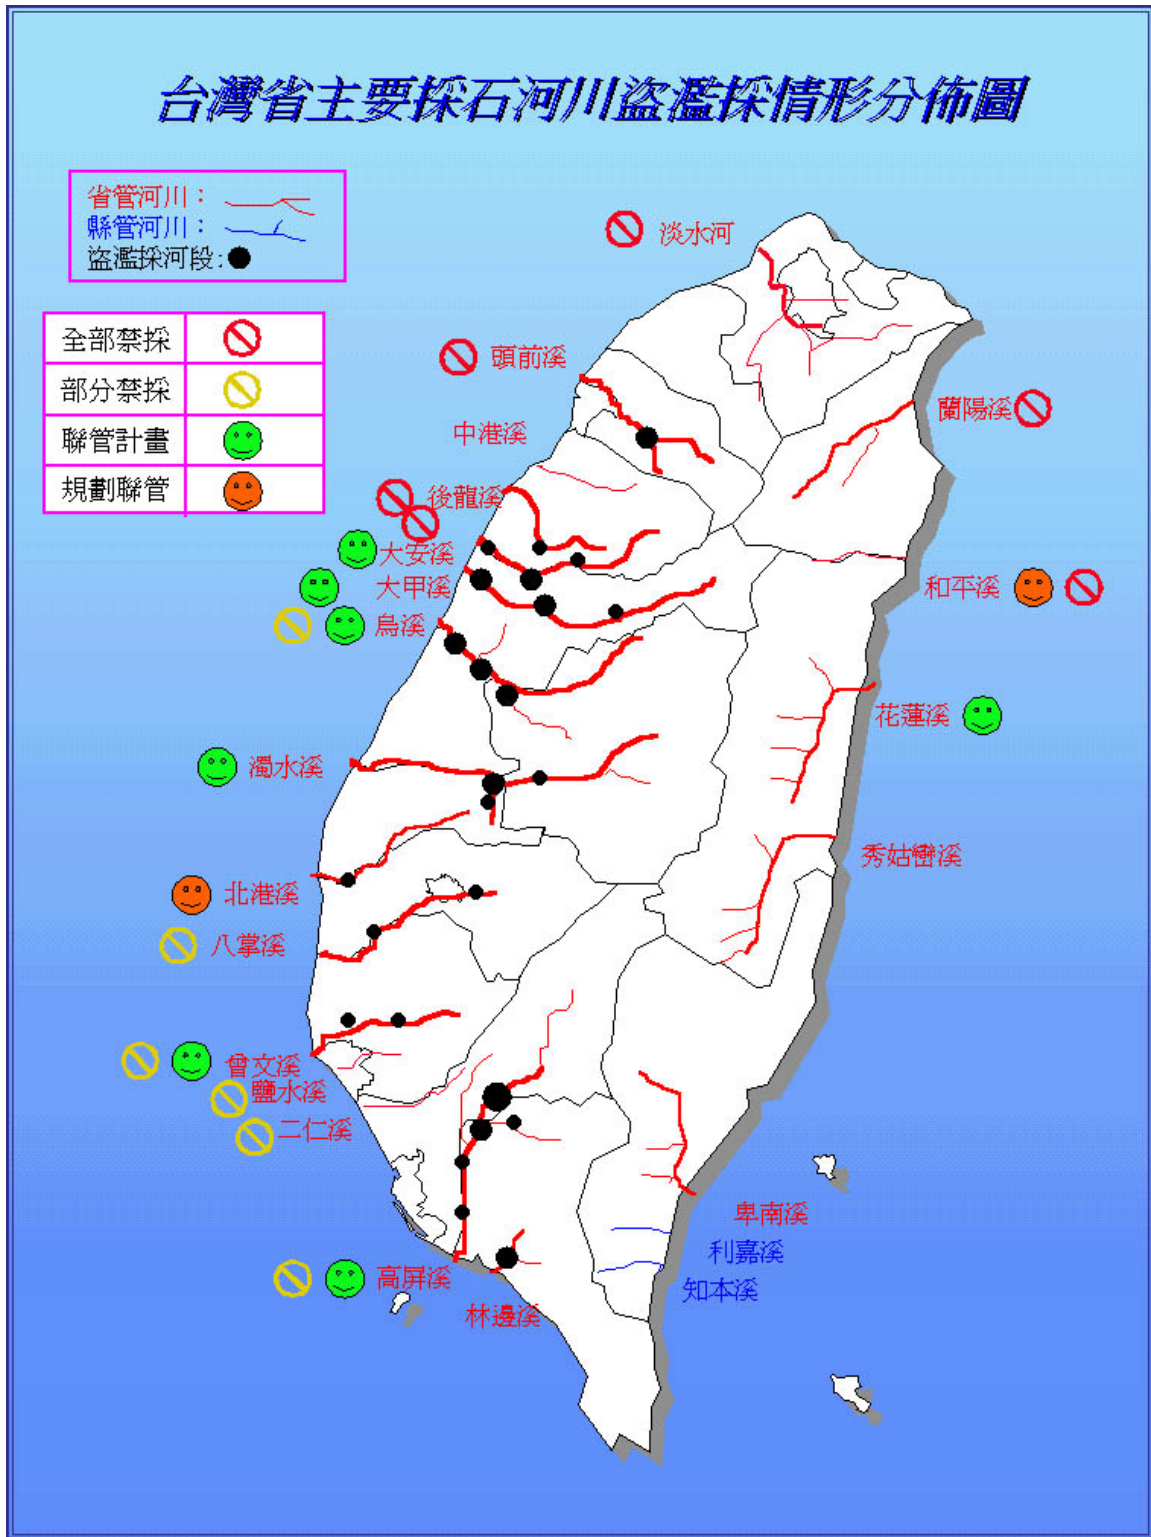 台灣省主要採石河川盜濫採情形分佈圖
省管河川：
縣管河川：
盜濫採河段:
全部禁採
部分禁採
聯管計畫
規劃聯管
淡水河
頭前溪
蘭陽溪
中港溪
後龍溪
大安溪
大甲溪
和平溪
烏溪
花蓮溪
濁水溪
秀姑巒溪
北港溪
八掌溪
曾文溪
鹽水溪
二仁溪
卑南溪
利嘉溪
高屏溪
知本溪
林邊溪